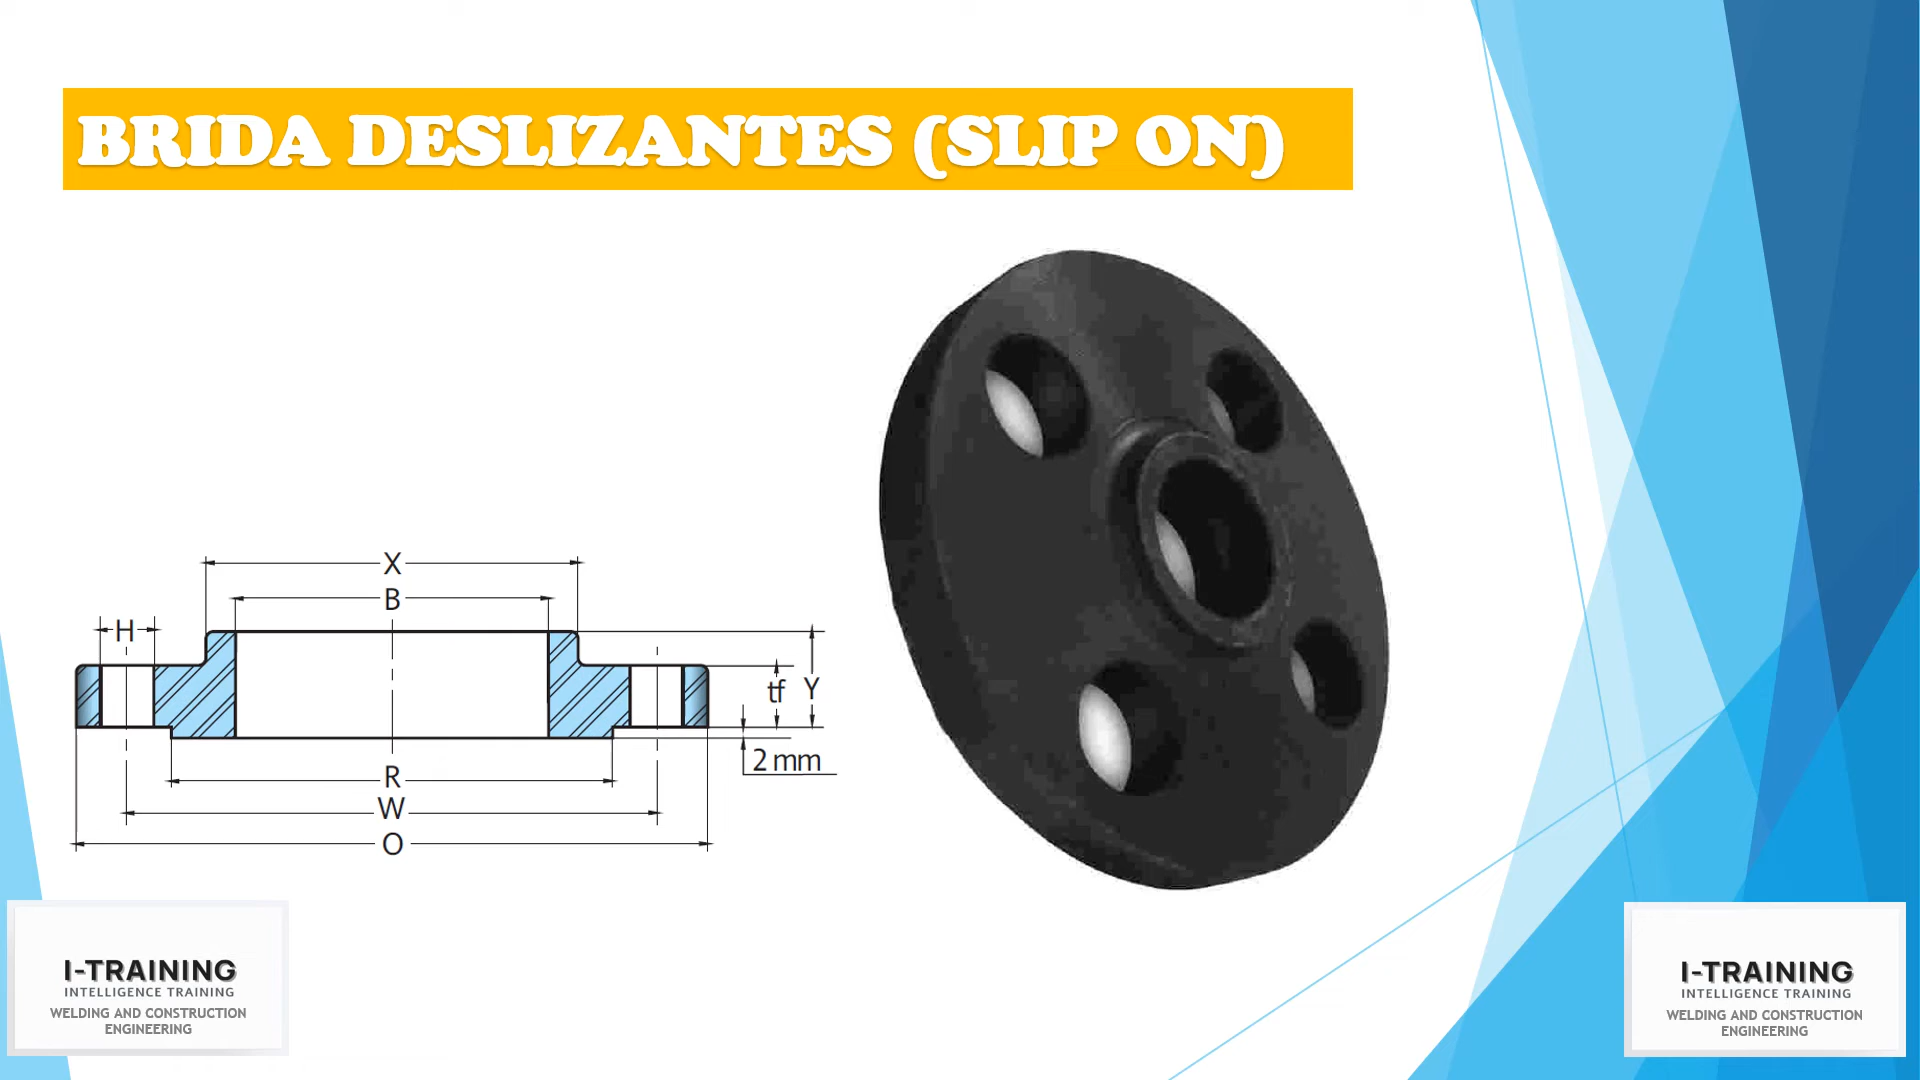 BRIDA DESLIZANTES (SLIP ON)
X
B
H
tf
Y
2 mm
R
W
O
I-TRAINING
INTELLIGENCE TRAINING
WELDING AND CONSTRUCTION
ENGINEERING
I-TRAINING
INTELLIGENCE TRAINING
WELDING AND CONSTRUCTION
ENGINEERING